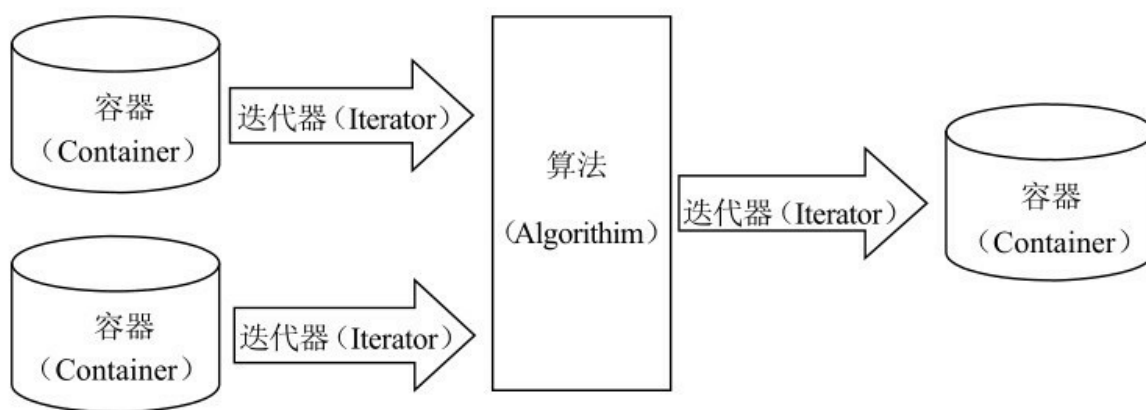 容器
（Container）
迭代器（Iterator）
容器
（Container）
迭代器（Iterator）
算法
(Algorithim)
迭代器（Iterator）
容器
（Container）